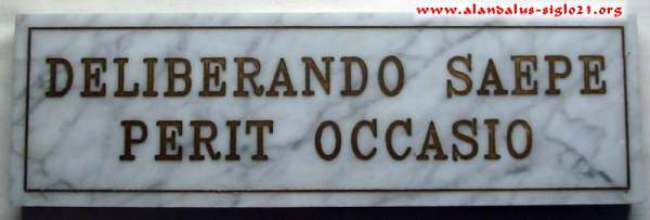 www.alandalus-siglo21.org
DELIBERANDO SAEPE
PERIT OCCASIO